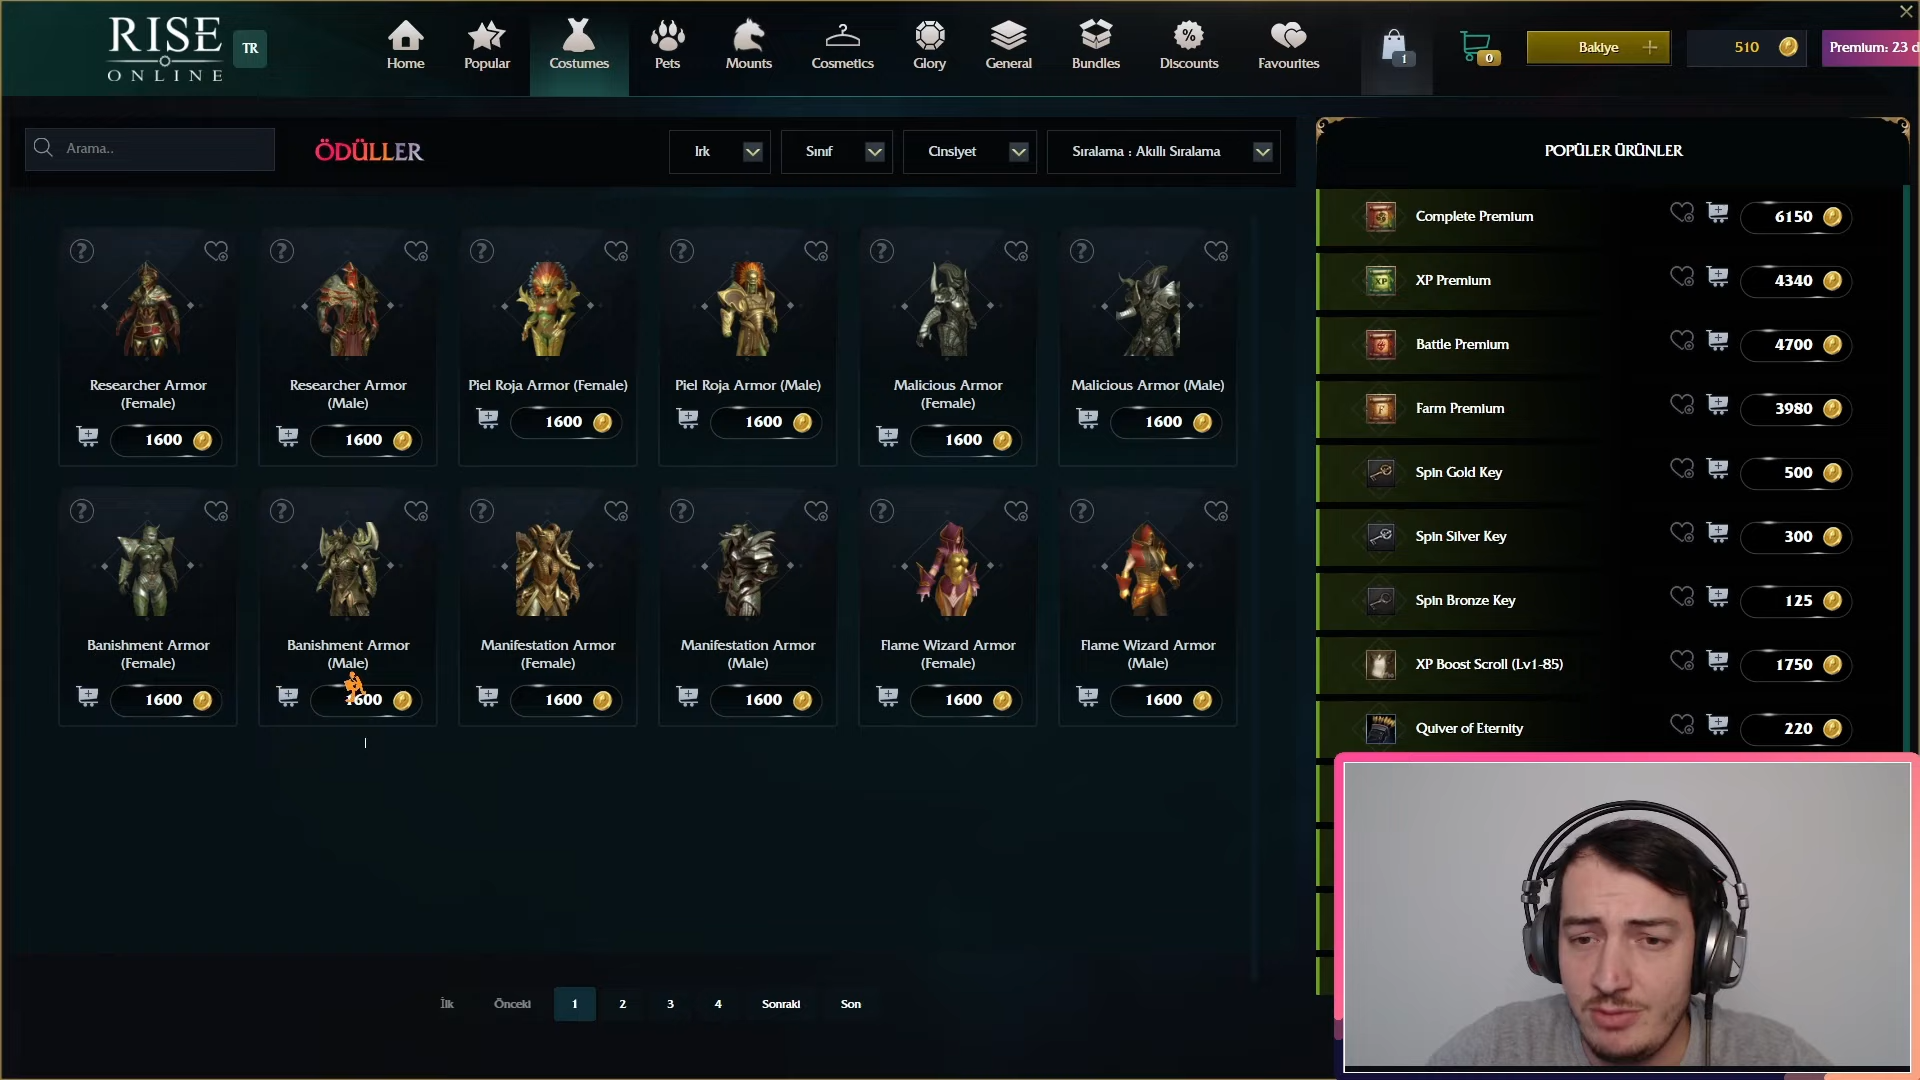 RISE
ONLINE
TR
Home
Popular
Costumes
Pets
Mounts
Cosmetics
Glory
General
Bundles
Discounts
Favourites
1
0
Bakiye
510
Premium: 23 d
Arama..
ÖDÜLLER
Irk
Sınıf
Cinsiyet
Sıralama : Akıllı Sıralama
POPÜLER ÜRÜNLER
Researcher Armor
(Female)
1600
Researcher Armor
(Male)
1600
Piel Roja Armor (Female)
1600
Piel Roja Armor (Male)
1600
Malicious Armor
(Female)
1600
Malicious Armor (Male)
1600
Banishment Armor
(Female)
1600
Banishment Armor
(Male)
1600
Manifestation Armor
(Female)
1600
Manifestation Armor
(Male)
1600
Flame Wizard Armor
(Female)
1600
Flame Wizard Armor
(Male)
1600
Complete Premium
6150
XP
XP Premium
4340
Battle Premium
4700
F
Farm Premium
3980
Spin Gold Key
500
Spin Silver Key
300
Spin Bronze Key
125
XP Boost Scroll (Lv1-85)
1750
Quiver of Eternity
220
İlk
Önceki
1
2
3
4
Sonraki
Son